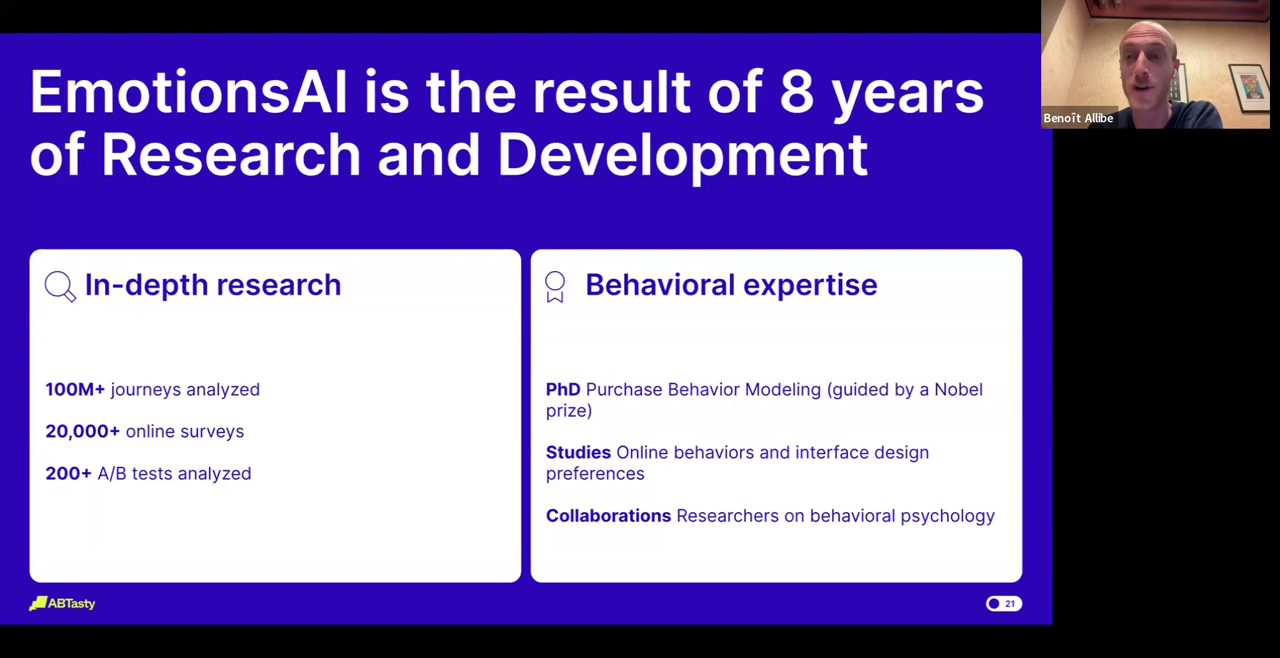 EmotionsAI is the result of 8 years
of Research and Development
In-depth research
100M+ journeys analyzed
20,000+ online surveys
200+ A/B tests analyzed
Behavioral expertise
PhD Purchase Behavior Modeling (guided by a Nobel
prize)
Studies Online behaviors and interface design
preferences
Collaborations Researchers on behavioral psychology
ABTasty
21
Benoît Allibe